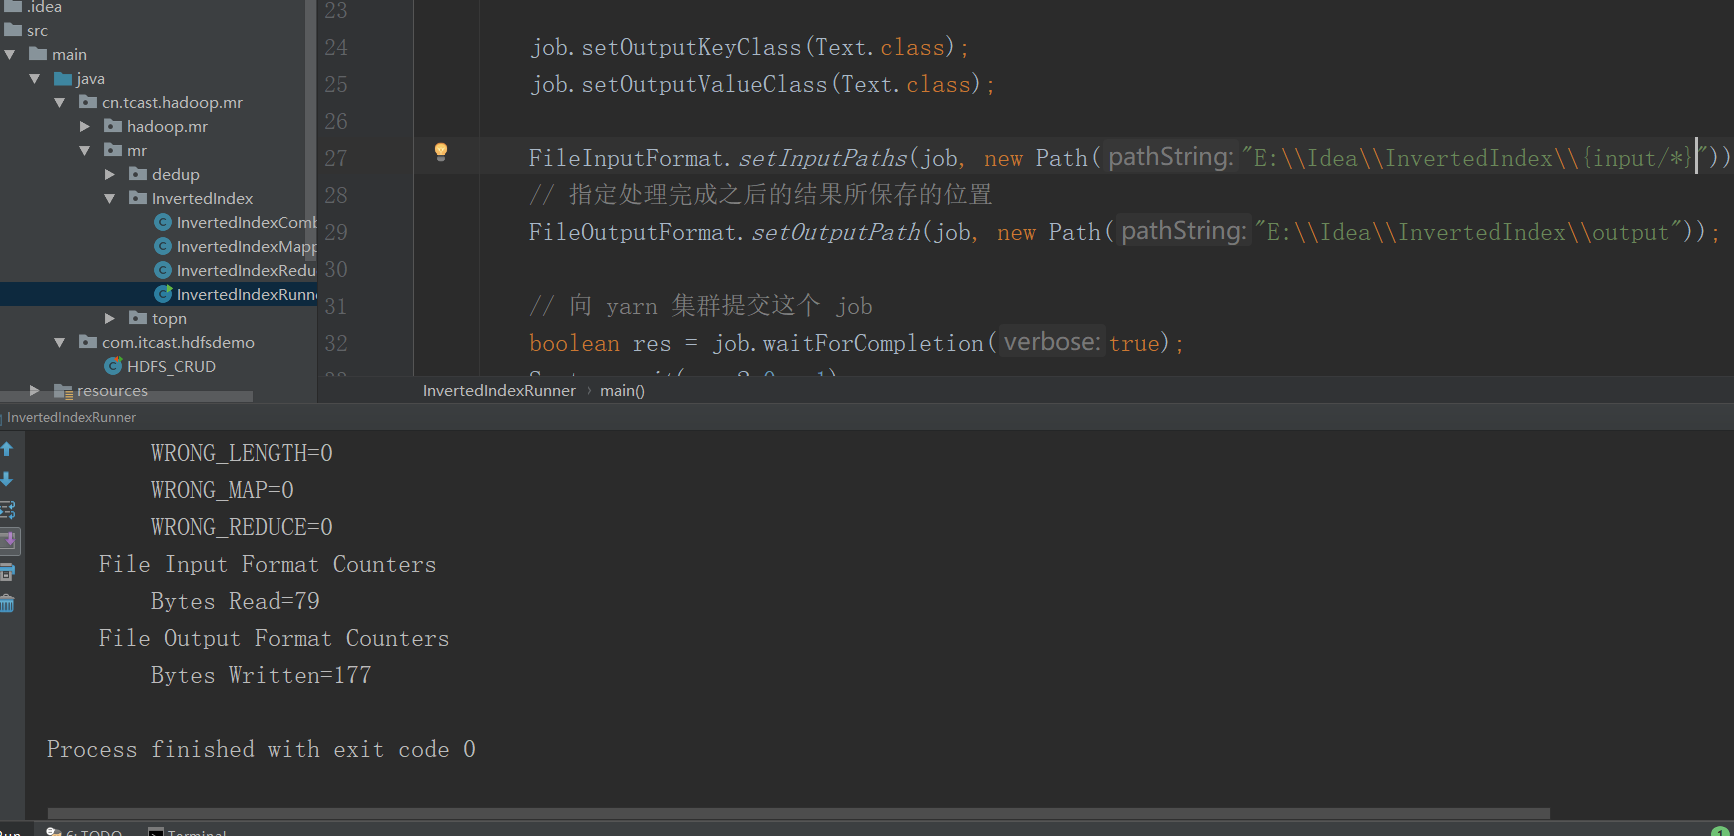 .idea
src
main
java
cn.tcast.hadoop.mr
hadoop.mr
mr
dedup
InvertedIndex
InvertedIndexComb
InvertedIndexMapp
InvertedIndexRedu
InvertedIndexRunn
topn
com.itcast.hdfsdemo
HDFS_CRUD
resources
23
24 job.setOutputKeyClass(Text.class);
25 job.setOutputValueClass(Text.class);
26
27 FileInputFormat.setInputPaths(job, new Path( pathString: "E:\\Idea\\InvertedIndex\\{input/*}"))
28 // 指定处理完成之后的结果所保存的位置
29 FileOutputFormat.setOutputPath(job, new Path( pathString: "E:\\Idea\\InvertedIndex\\output"));
30
31 // 向 yarn 集群提交这个 job
32 boolean res = job.waitForCompletion( verbose: true);
InvertedIndexRunner › main()
InvertedIndexRunner
WRONG_LENGTH=0
WRONG_MAP=0
WRONG_REDUCE=0
File Input Format Counters
Bytes Read=79
File Output Format Counters
Bytes Written=177
Process finished with exit code 0
6: TODO
Terminal
1